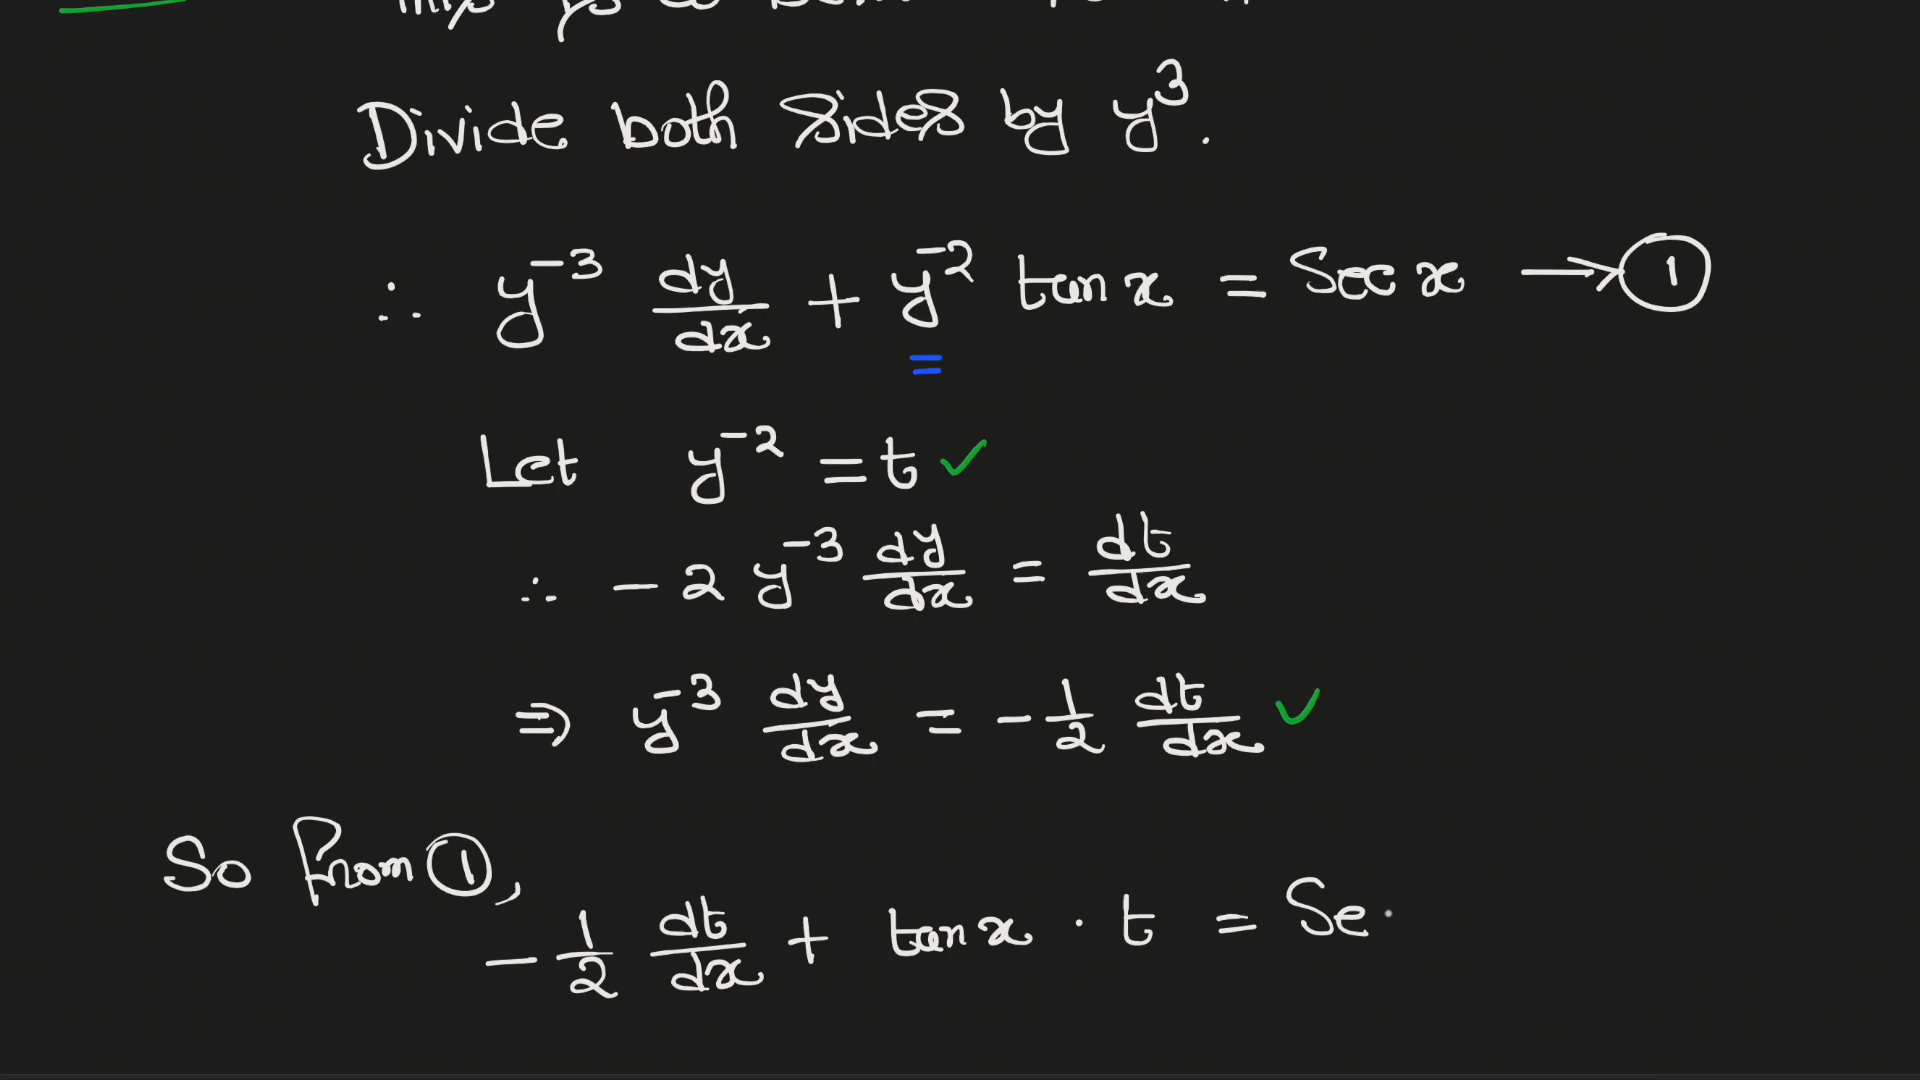 Divide both sides by y³.
∴ y⁻³ dy/dx + y⁻² tan x = Sec x → ①
Let y⁻² = t ✓
∴ -2 y⁻³ dy/dx = dt/dx
⇒ y⁻³ dy/dx = -1/2 dt/dx ✓
So from ①,
-1/2 dt/dx + tan x · t = Se